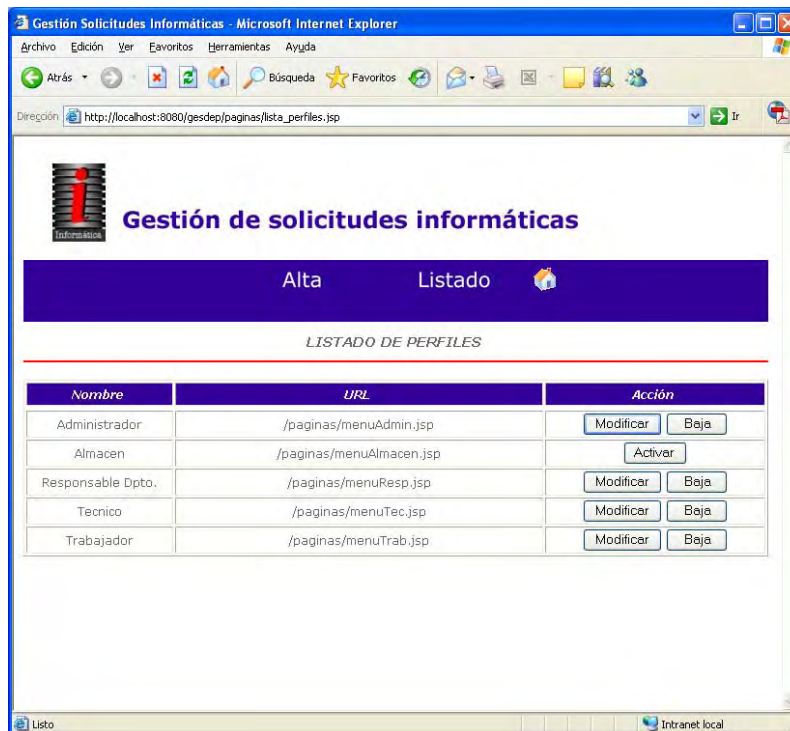 Gestión Solicitudes Informáticas - Microsoft Internet Explorer
Archivo Edición Ver Favoritos Herramientas Ayuda
Atrás Búsqueda Favoritos
Dirección http://localhost:8080/gesdep/paginas/lista_perfiles.jsp Ir
i
Informática
Gestión de solicitudes informáticas
Alta Listado
LISTADO DE PERFILES
Nombre URL Acción
Administrador /paginas/menuAdmin.jsp Modificar Baja
Almacen /paginas/menuAlmacen.jsp Activar
Responsable Dpto. /paginas/menuResp.jsp Modificar Baja
Tecnico /paginas/menuTec.jsp Modificar Baja
Trabajador /paginas/menuTrab.jsp Modificar Baja
Listo Intranet local